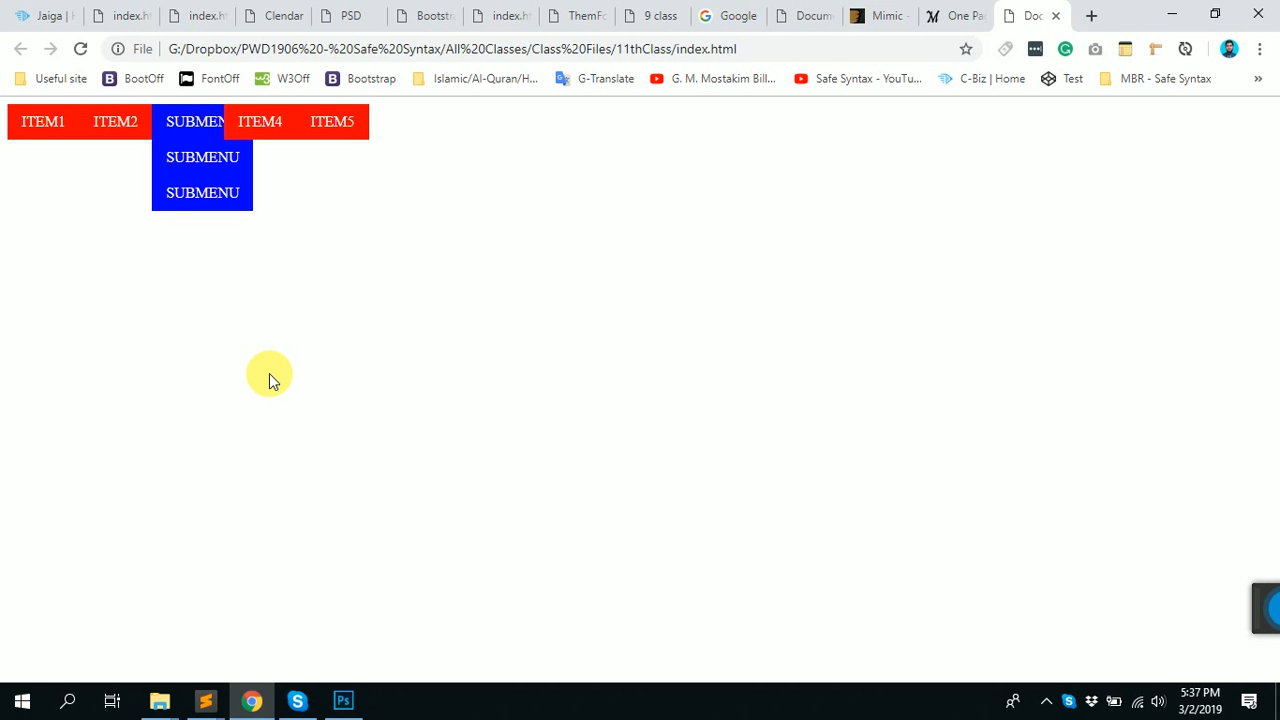 Jaiga |
index.h
index.h
Clendar
PSD
Bootst
index.h
ThemFo
9 class
Google
Docum
Mimic -
One Pa
Doc
File
G:/Dropbox/PWD1906%20-%20Safe%20Syntax/All%20Classes/Class%20Files/11thClass/index.html
Useful site
BootOff
FontOff
W3Off
Bootstrap
Islamic/Al-Quran/H...
G-Translate
G. M. Mostakim Bill...
Safe Syntax - YouTu...
C-Biz | Home
Test
MBR - Safe Syntax
»
ITEM1
ITEM2
SUBMEN
ITEM4
ITEM5
SUBMENU
SUBMENU
5:37 PM
3/2/2019